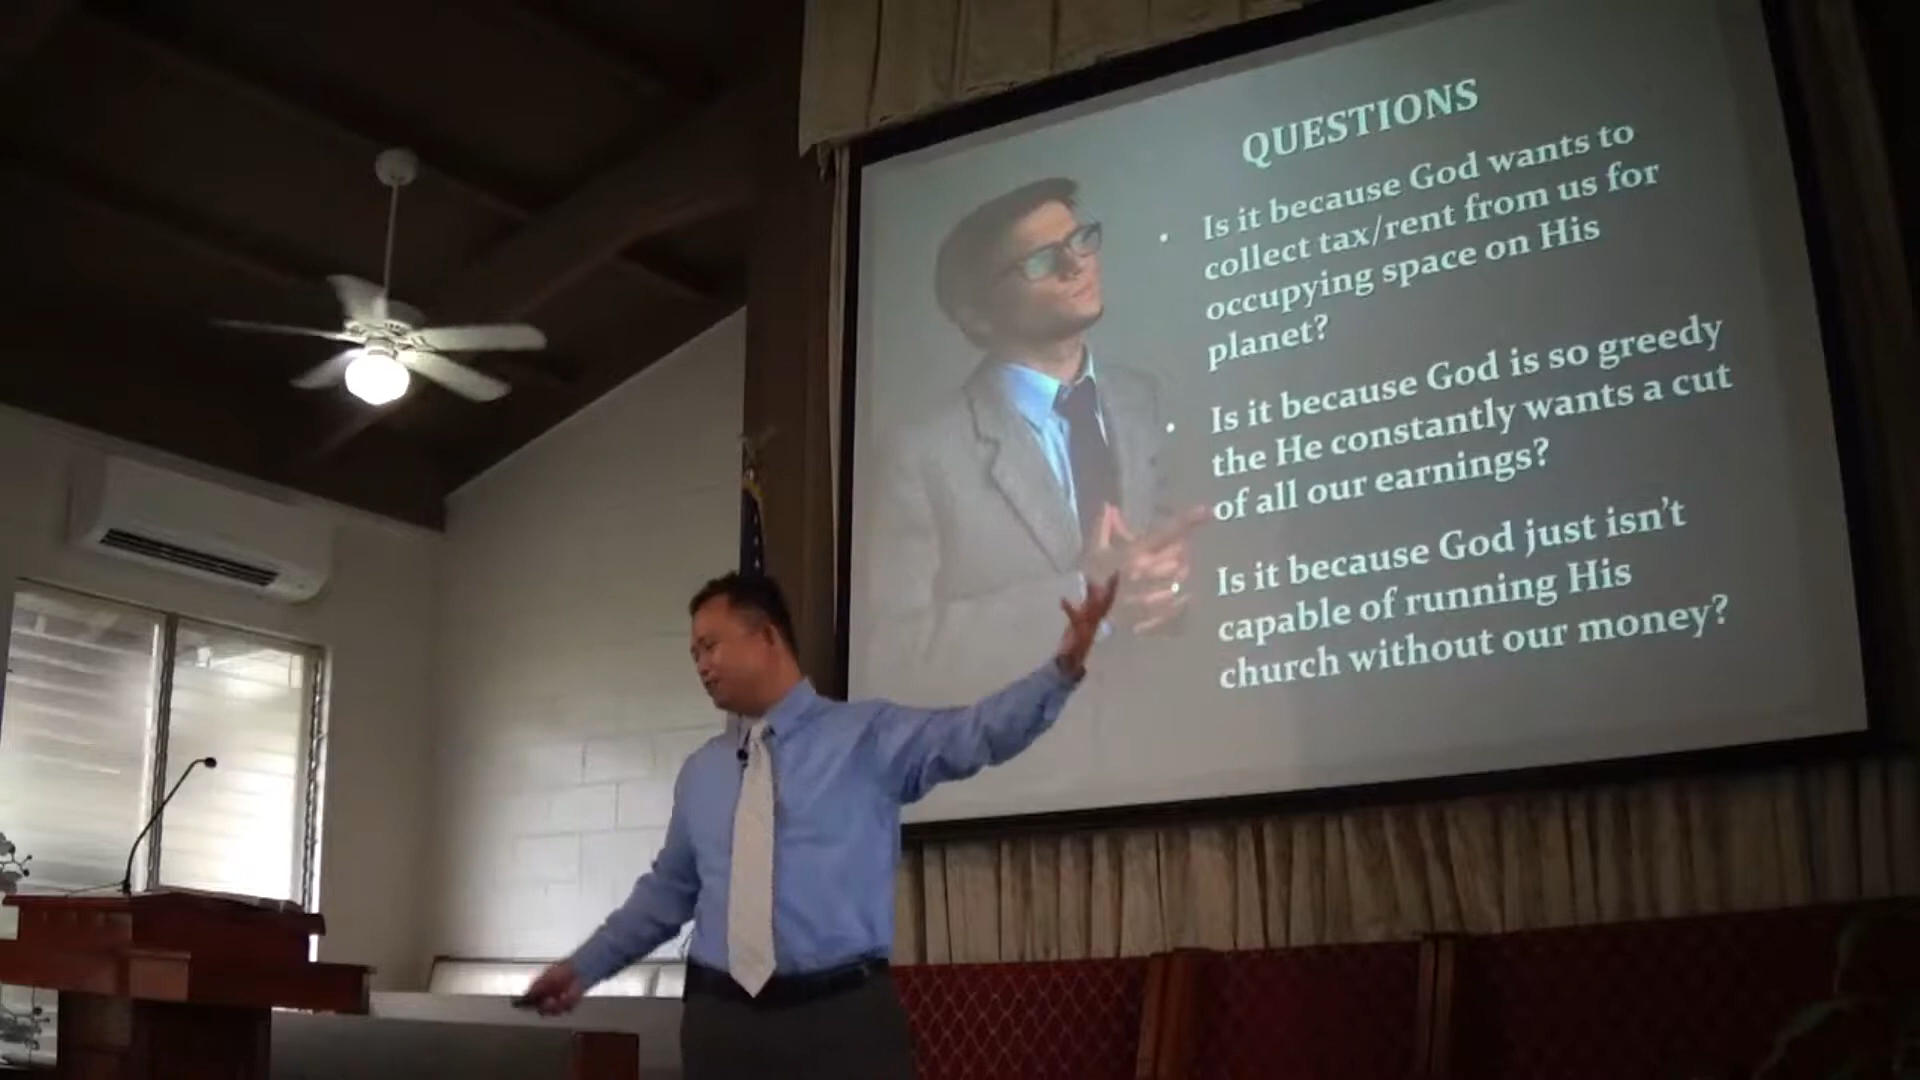 QUESTIONS
• Is it because God wants to
collect tax/rent from us for
occupying space on His
planet?
• Is it because God is so greedy
the He constantly wants a cut
of all our earnings?
Is it because God just isn't
capable of running His
church without our money?